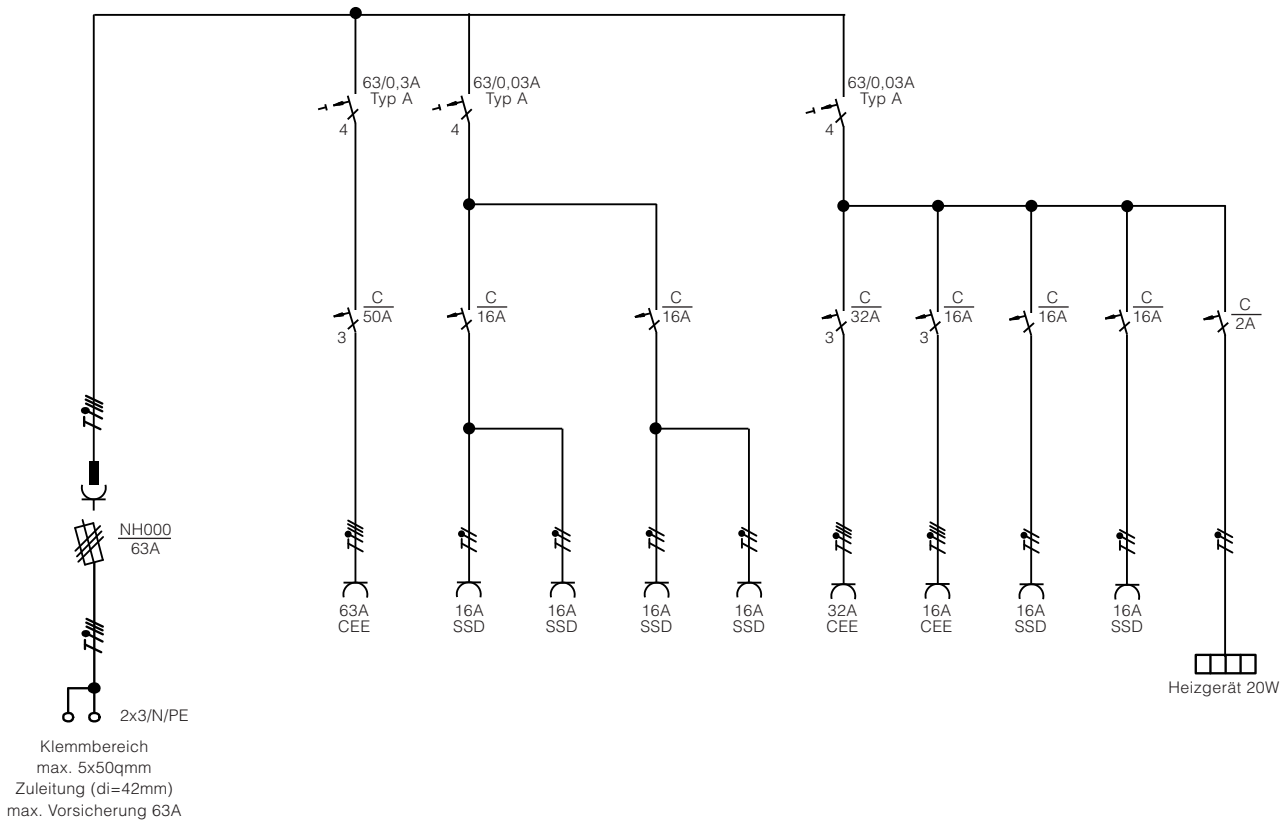 63/0,3A
Typ A
4
63/0,03A
Typ A
4
63/0,03A
Typ A
4
C
50A
3
C
16A
C
16A
C
32A
3
C
16A
3
C
16A
C
16A
C
2A
NH000
63A
63A
CEE
16A
SSD
16A
SSD
16A
SSD
16A
SSD
32A
CEE
16A
CEE
16A
SSD
16A
SSD
Heizgerät 20W
2x3/N/PE
Klemmbereich
max. 5x50qmm
Zuleitung (di=42mm)
max. Vorsicherung 63A